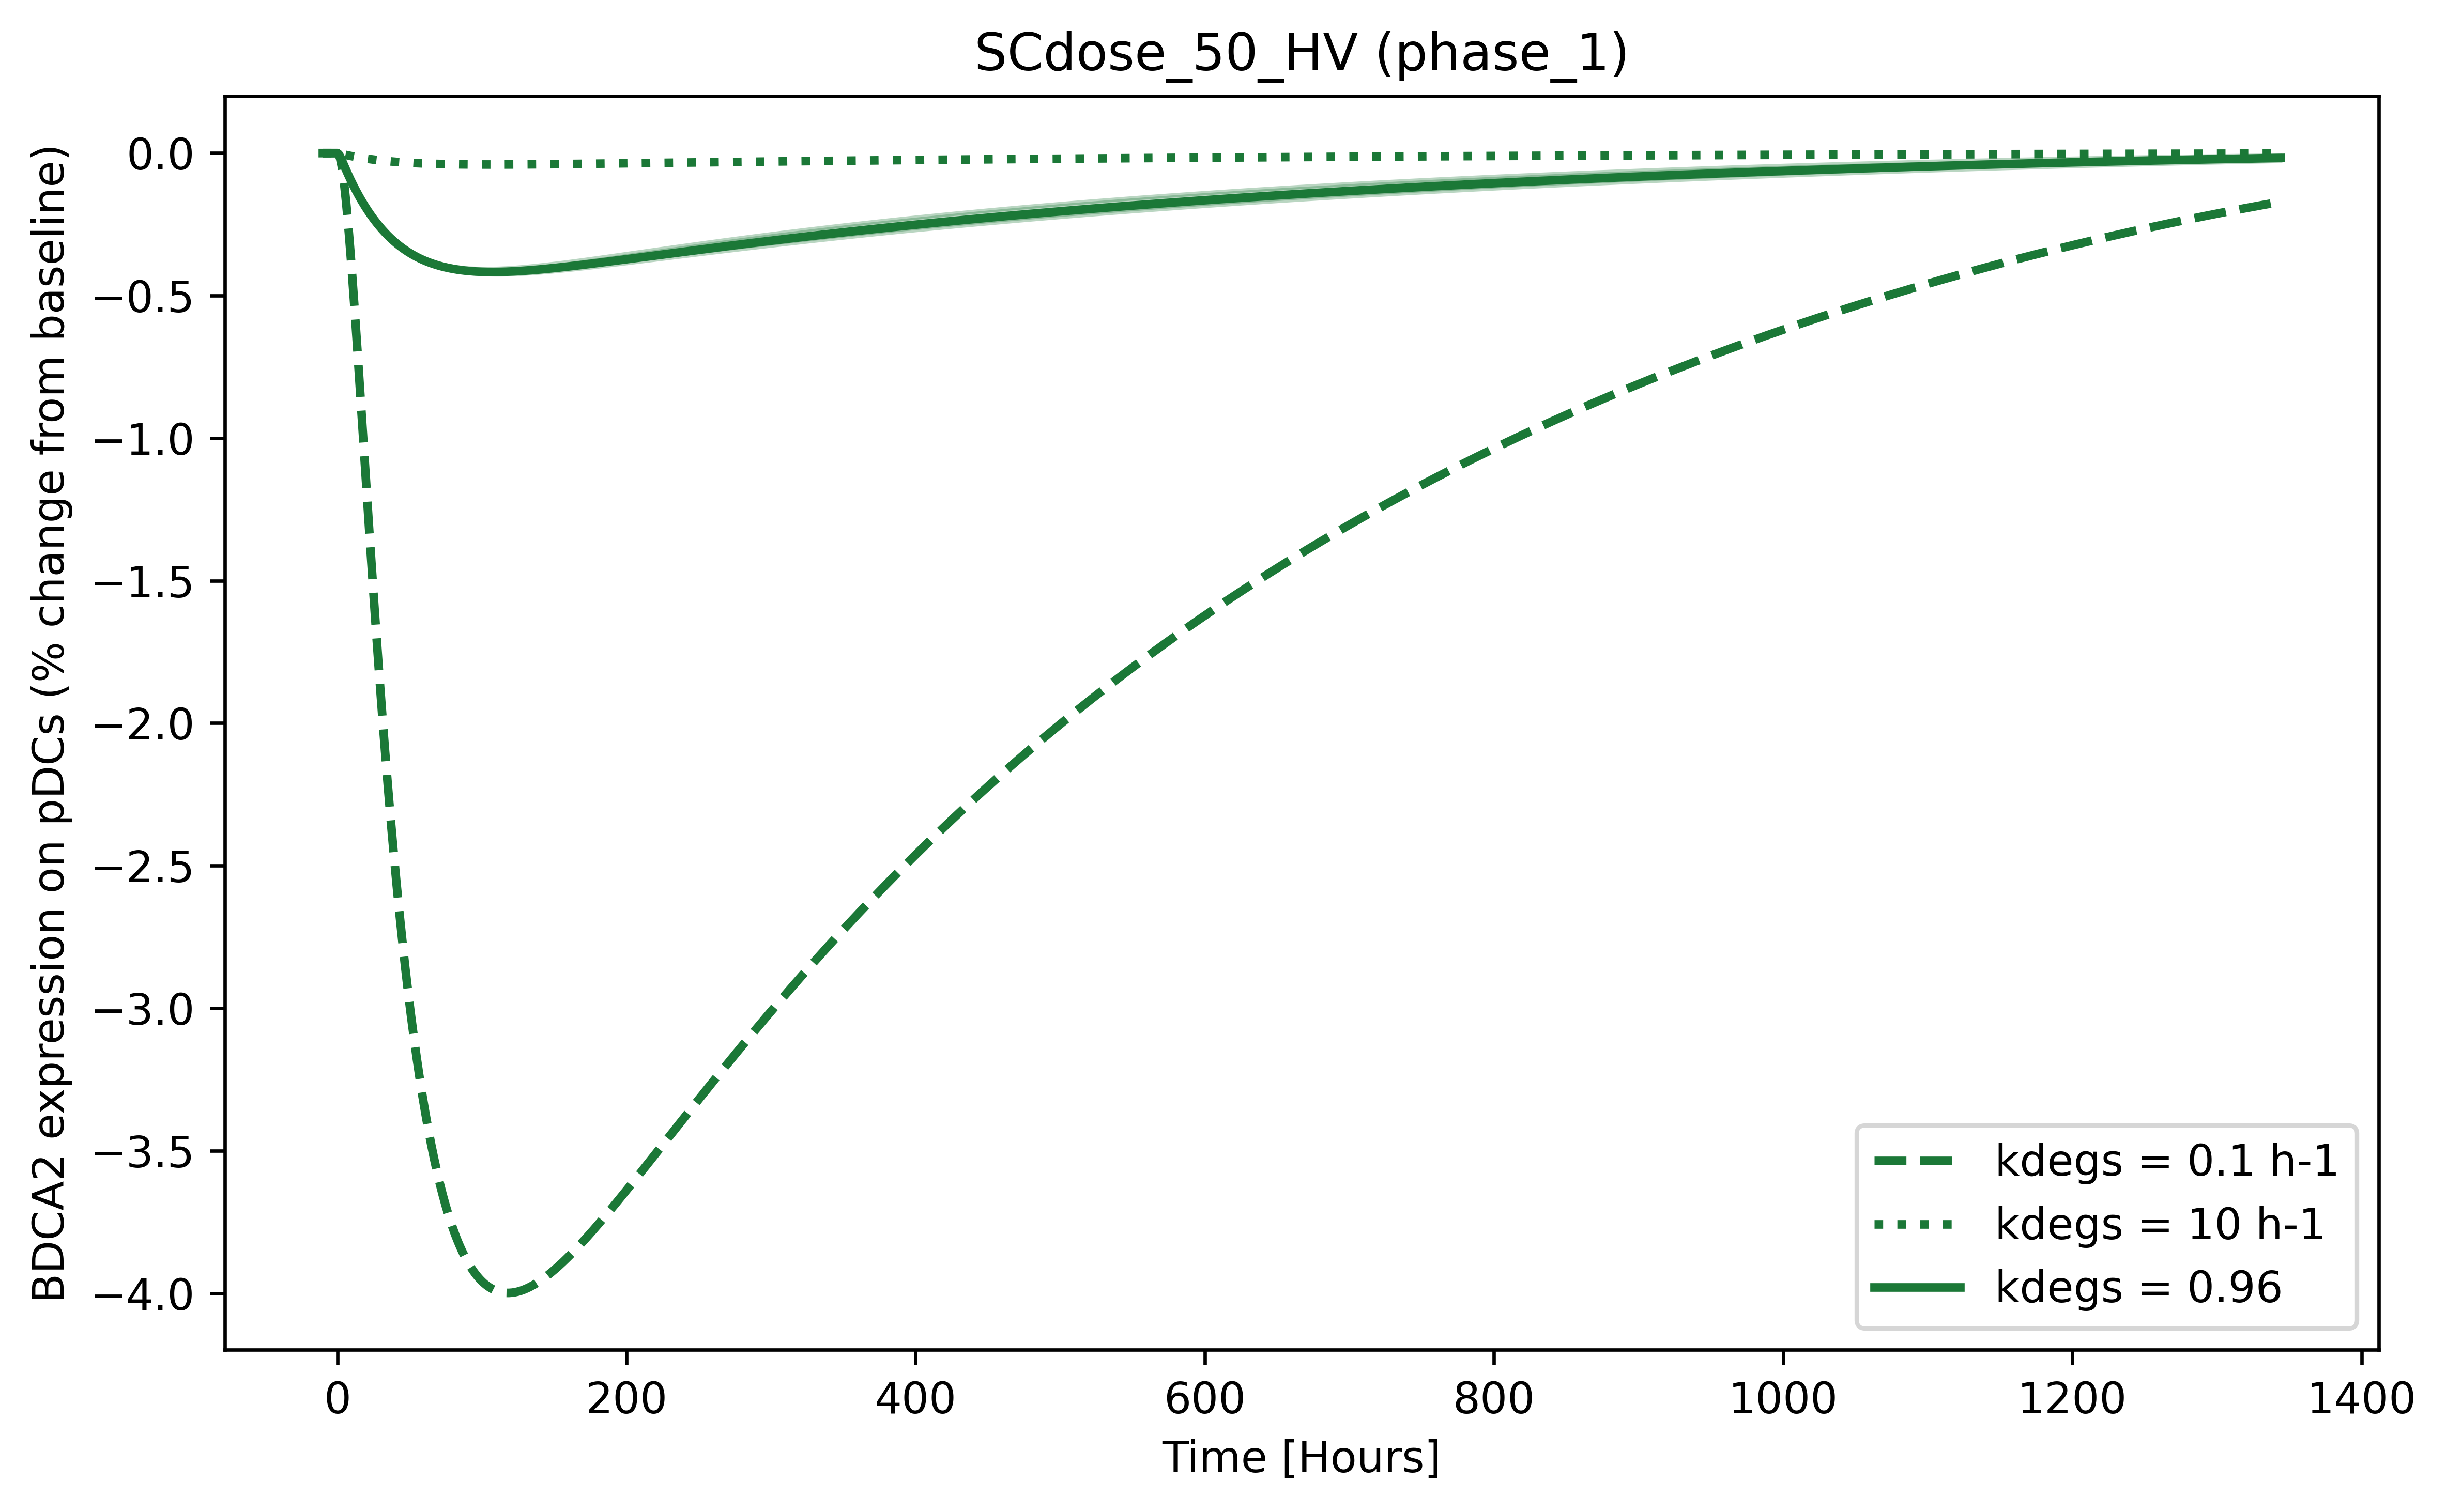 SCdose_50_HV (phase_1)
BDCA2 expression on pDCs (% change from baseline)
0.0
−0.5
−1.0
−1.5
−2.0
−2.5
−3.0
−3.5
−4.0
kdegs = 0.1 h-1
kdegs = 10 h-1
kdegs = 0.96
0 200 400 600 800 1000 1200 1400
Time [Hours]